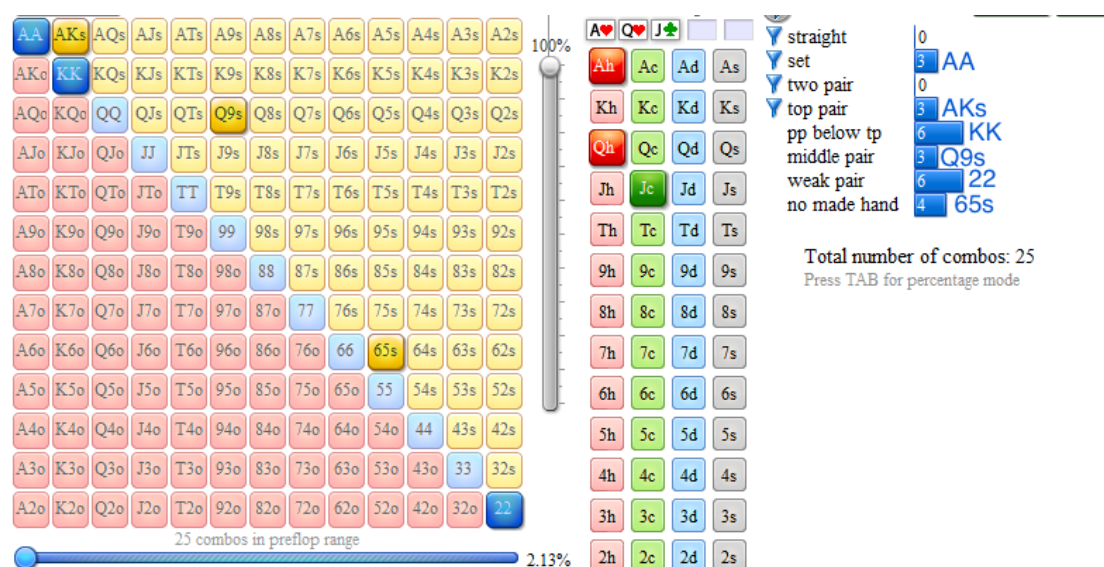 AA AKs AQs AJs ATs A9s A8s A7s A6s A5s A4s A3s A2s
AKo KK KQs KJs KTs K9s K8s K7s K6s K5s K4s K3s K2s
AQo KQo QQ QJs QTs Q9s Q8s Q7s Q6s Q5s Q4s Q3s Q2s
AJo KJo QJo JJ JTs J9s J8s J7s J6s J5s J4s J3s J2s
ATo KTo QTo JTo TT T9s T8s T7s T6s T5s T4s T3s T2s
A9o K9o Q9o J9o T9o 99 98s 97s 96s 95s 94s 93s 92s
A8o K8o Q8o J8o T8o 98o 88 87s 86s 85s 84s 83s 82s
A7o K7o Q7o J7o T7o 97o 87o 77 76s 75s 74s 73s 72s
A6o K6o Q6o J6o T6o 96o 86o 76o 66 65s 64s 63s 62s
A5o K5o Q5o J5o T5o 95o 85o 75o 65o 55 54s 53s 52s
A4o K4o Q4o J4o T4o 94o 84o 74o 64o 54o 44 43s 42s
A3o K3o Q3o J3o T3o 93o 83o 73o 63o 53o 43o 33 32s
A2o K2o Q2o J2o T2o 92o 82o 72o 62o 52o 42o 32o 22
25 combos in preflop range
2.13%
100%
A♥ Q♥ J♣
Ah Ac Ad As
Kh Kc Kd Ks
Qh Qc Qd Qs
Jh Jc Jd Js
Th Tc Td Ts
9h 9c 9d 9s
8h 8c 8d 8s
7h 7c 7d 7s
6h 6c 6d 6s
5h 5c 5d 5s
4h 4c 4d 4s
3h 3c 3d 3s
2h 2c 2d 2s
straight 0
set 3 AA
two pair 0
top pair 3 AKs
pp below tp 6 KK
middle pair 3 Q9s
weak pair 6 22
no made hand 4 65s
Total number of combos: 25
Press TAB for percentage mode